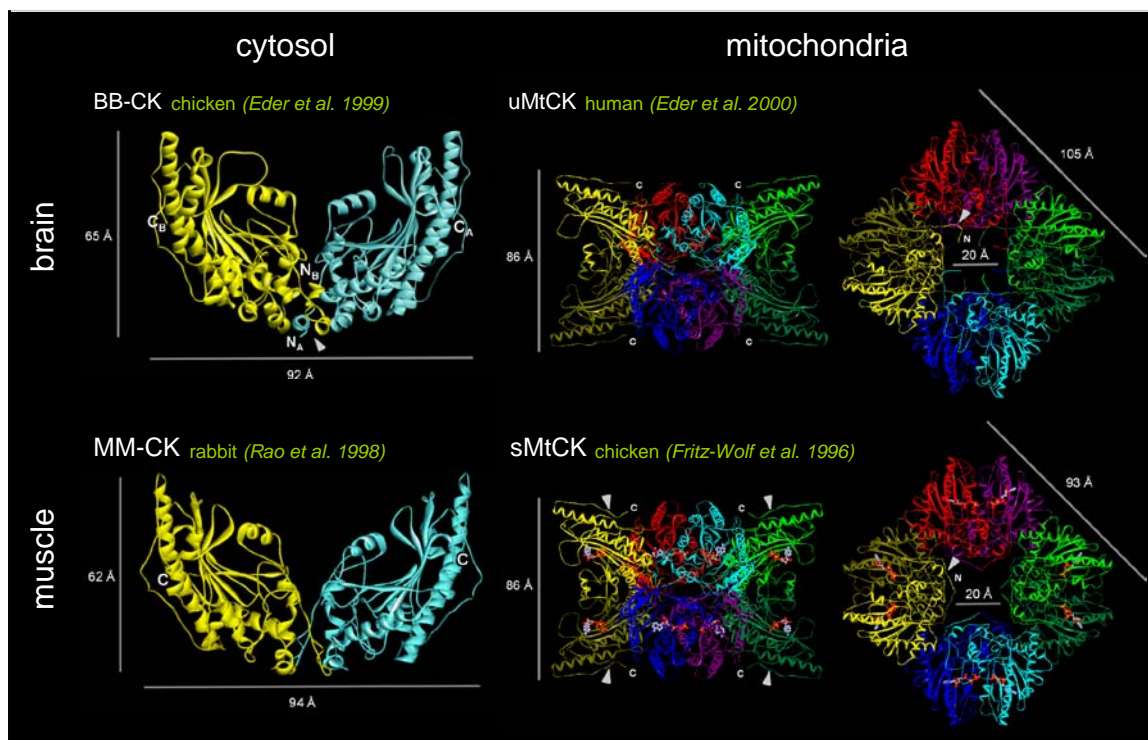 cytosol
mitochondria
brain
muscle
BB-CK chicken (Eder et al. 1999)
65 Å
C_B
C_A
N_B
N_A
92 Å
uMtCK human (Eder et al. 2000)
86 Å
c
c
c
c
105 Å
N
20 Å
MM-CK rabbit (Rao et al. 1998)
62 Å
C
C
94 Å
sMtCK chicken (Fritz-Wolf et al. 1996)
86 Å
c
c
c
c
93 Å
N
20 Å